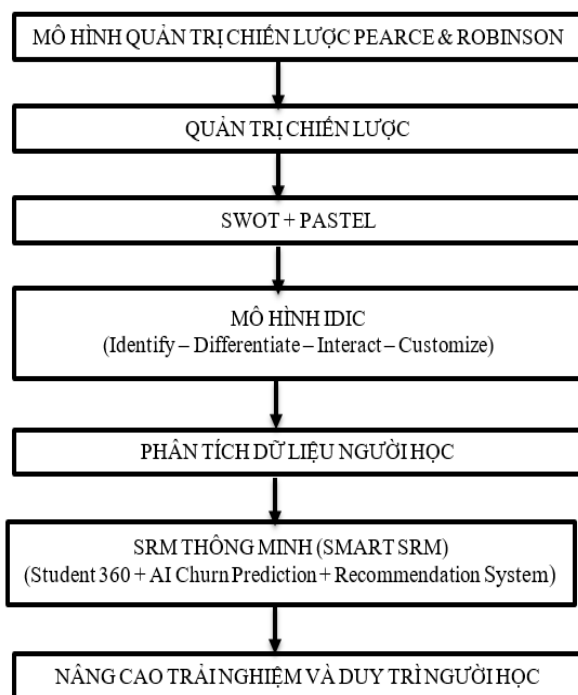 MÔ HÌNH QUẢN TRỊ CHIẾN LƯỢC PEARCE & ROBINSON
QUẢN TRỊ CHIẾN LƯỢC
SWOT + PASTEL
MÔ HÌNH IDIC
(Identify – Differentiate – Interact – Customize)
PHÂN TÍCH DỮ LIỆU NGƯỜI HỌC
SRM THÔNG MINH (SMART SRM)
(Student 360 + AI Churn Prediction + Recommendation System)
NÂNG CAO TRẢI NGHIỆM VÀ DUY TRÌ NGƯỜI HỌC